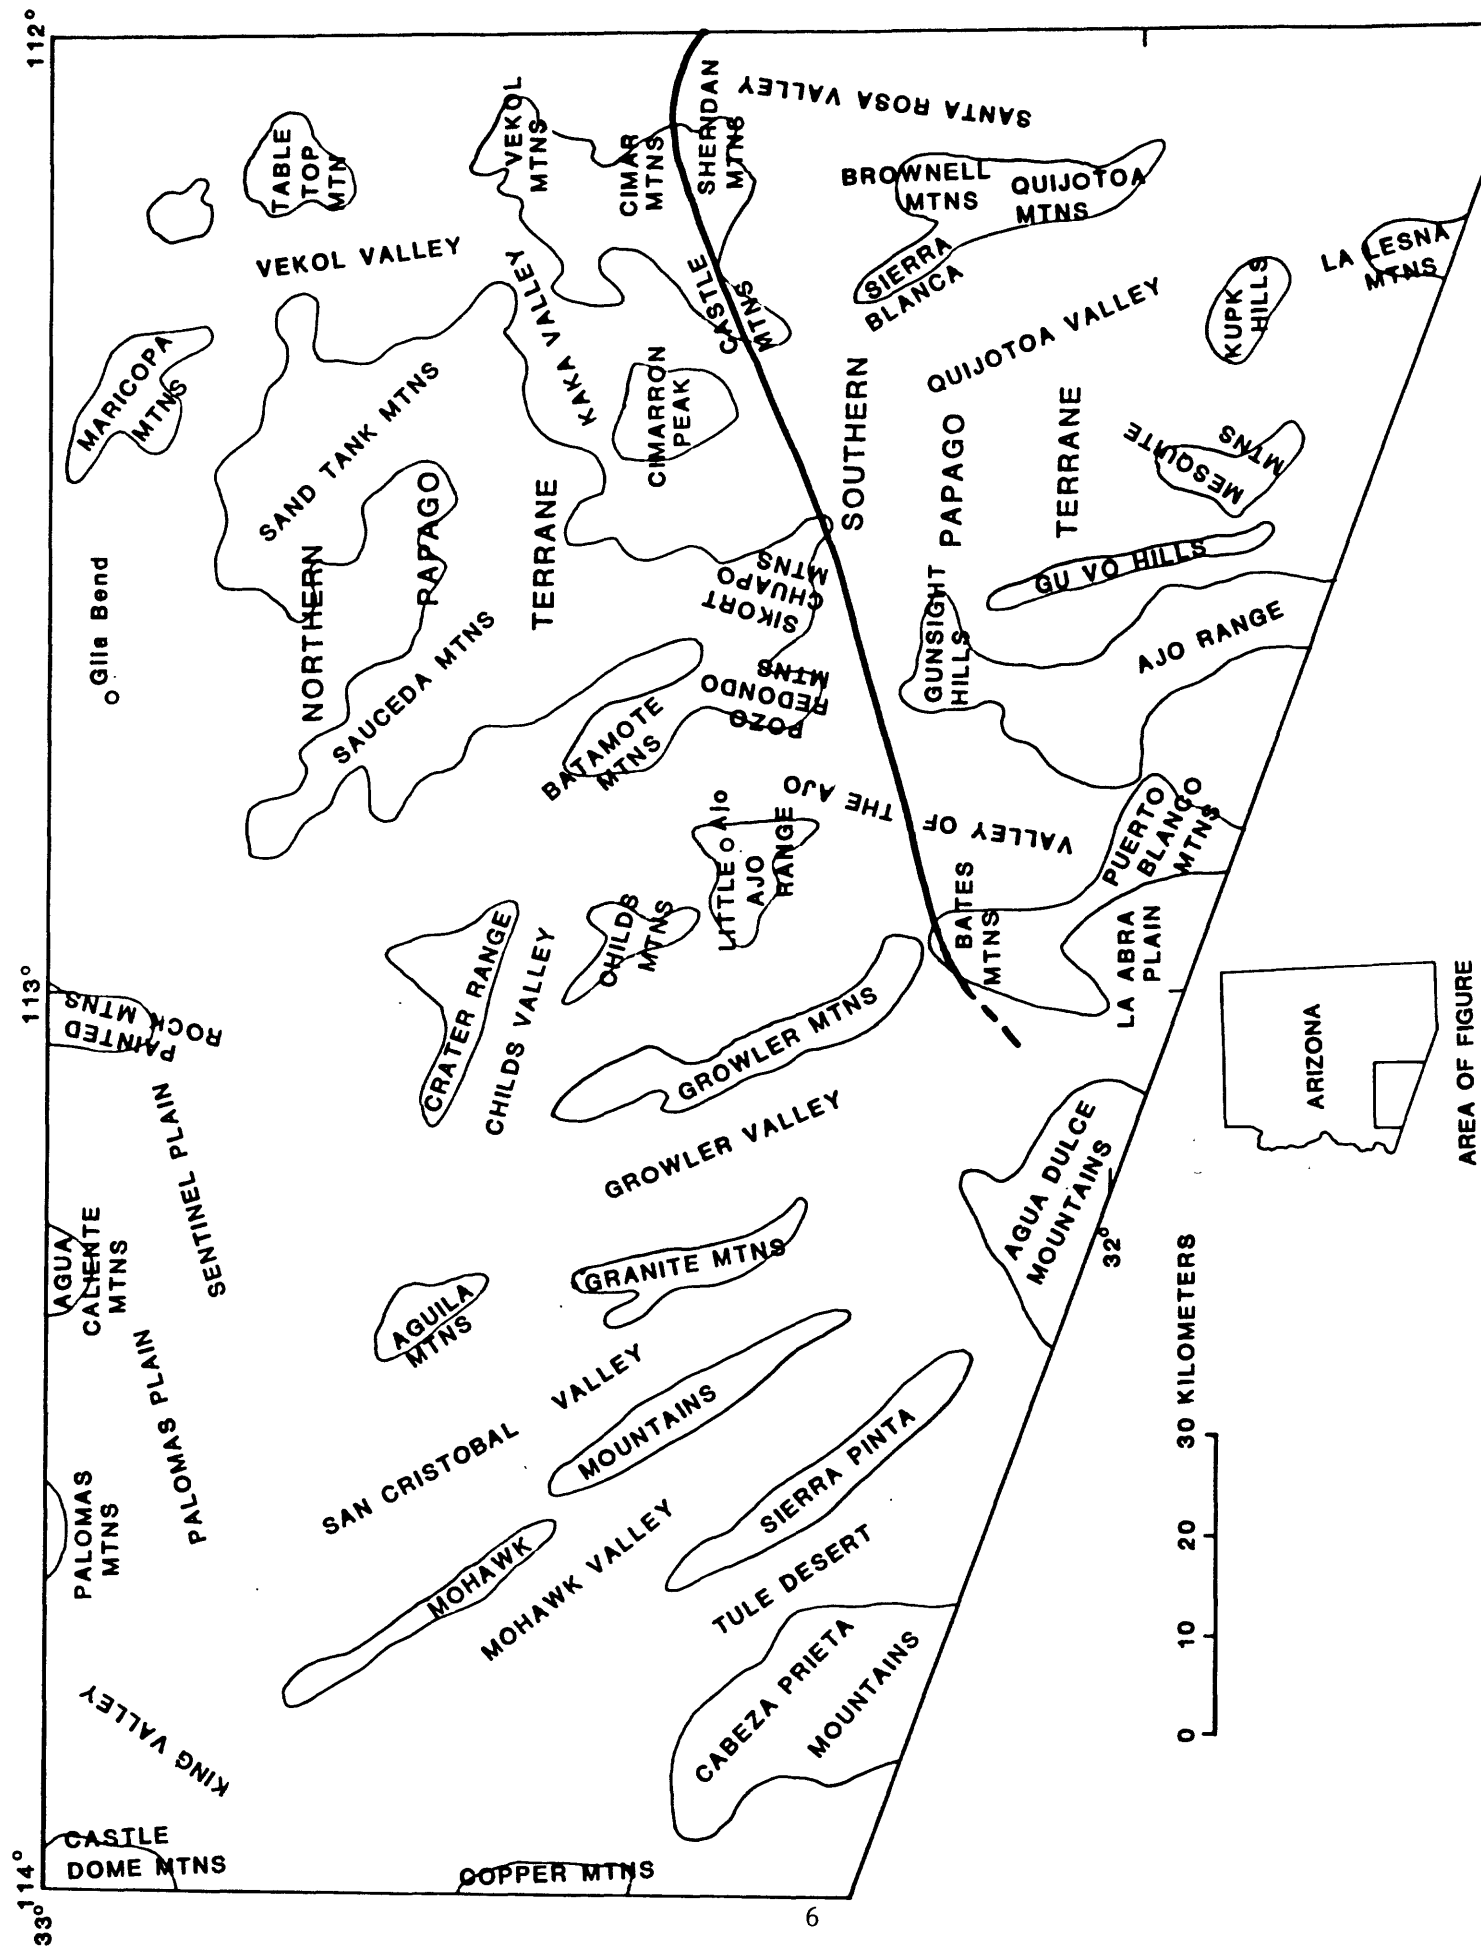 114°
33°
113°
112°
CASTLE
DOME MTNS
KING VALLEY
PALOMAS
MTNS
PALOMAS PLAIN
AGUA
CALIENTE
MTNS
SENTINEL PLAIN
PAINTED
ROCK MTNS
Gila Bend
MARICOPA
MTNS
VEKOL VALLEY
TABLE
TOP
MTN
SAND TANK MTNS
NORTHERN
PAPAGO
TERRANE
SAUCEDA MTNS
CRATER RANGE
CHILDS VALLEY
AGUILA
MTNS
SAN CRISTOBAL
VALLEY
MOHAWK
MOUNTAINS
MOHAWK VALLEY
COPPER MTNS
CABEZA PRIETA
MOUNTAINS
TULE DESERT
SIERRA PINTA
GRANITE MTNS
GROWLER VALLEY
GROWLER MTNS
CHILDS
MTNS
LITTLE
AJO
RANGE
Ajo
BATAMOTE
MTNS
POZO
REDONDO
MTNS
SIKORT
CHUAPO
MTNS
KAKA VALLEY
CIMARRON
PEAK
VEKOL
MTNS
CIMAR
MTNS
SHERIDAN
MTNS
CASTLE
MTNS
SANTA ROSA VALLEY
BROWNELL
MTNS
QUIJOTOA
MTNS
SIERRA
BLANCA
QUIJOTOA VALLEY
SOUTHERN
PAPAGO
TERRANE
KUPK
HILLS
LA LESNA
MTNS
MESQUITE
MTNS
GU VO HILLS
GUNSIGHT
HILLS
AJO RANGE
VALLEY OF THE AJO
BATES
MTNS
PUERTO
BLANCO
MTNS
LA ABRA
PLAIN
AGUA DULCE
MOUNTAINS
32°
0 10 20 30 KILOMETERS
ARIZONA
AREA OF FIGURE
6